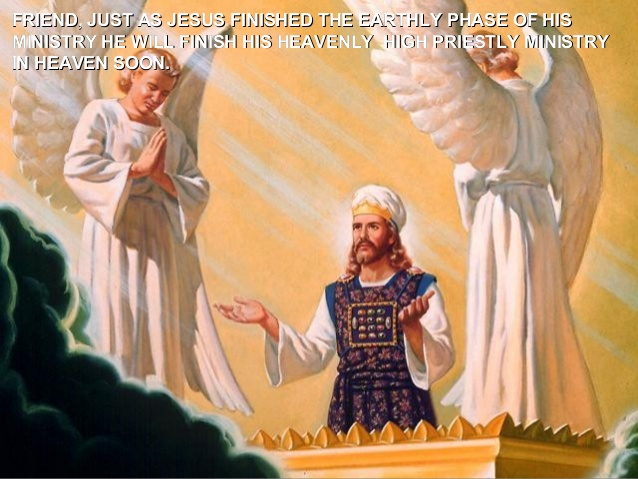 FRIEND, JUST AS JESUS FINISHED THE EARTHLY PHASE OF HIS
MINISTRY HE WILL FINISH HIS HEAVENLY HIGH PRIESTLY MINISTRY
IN HEAVEN SOON.